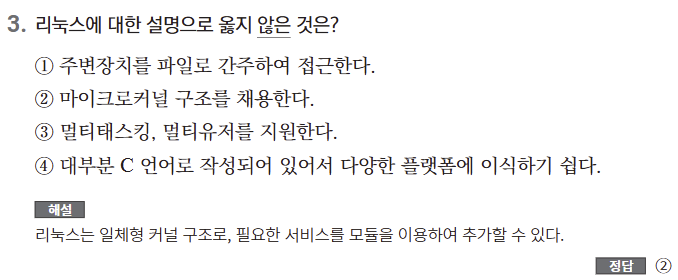 3. 리눅스에 대한 설명으로 옳지 않은 것은?
① 주변장치를 파일로 간주하여 접근한다.
② 마이크로커널 구조를 채용한다.
③ 멀티태스킹, 멀티유저를 지원한다.
④ 대부분 C 언어로 작성되어 있어서 다양한 플랫폼에 이식하기 쉽다.
해설
리눅스는 일체형 커널 구조로, 필요한 서비스를 모듈을 이용하여 추가할 수 있다.
정답 ②